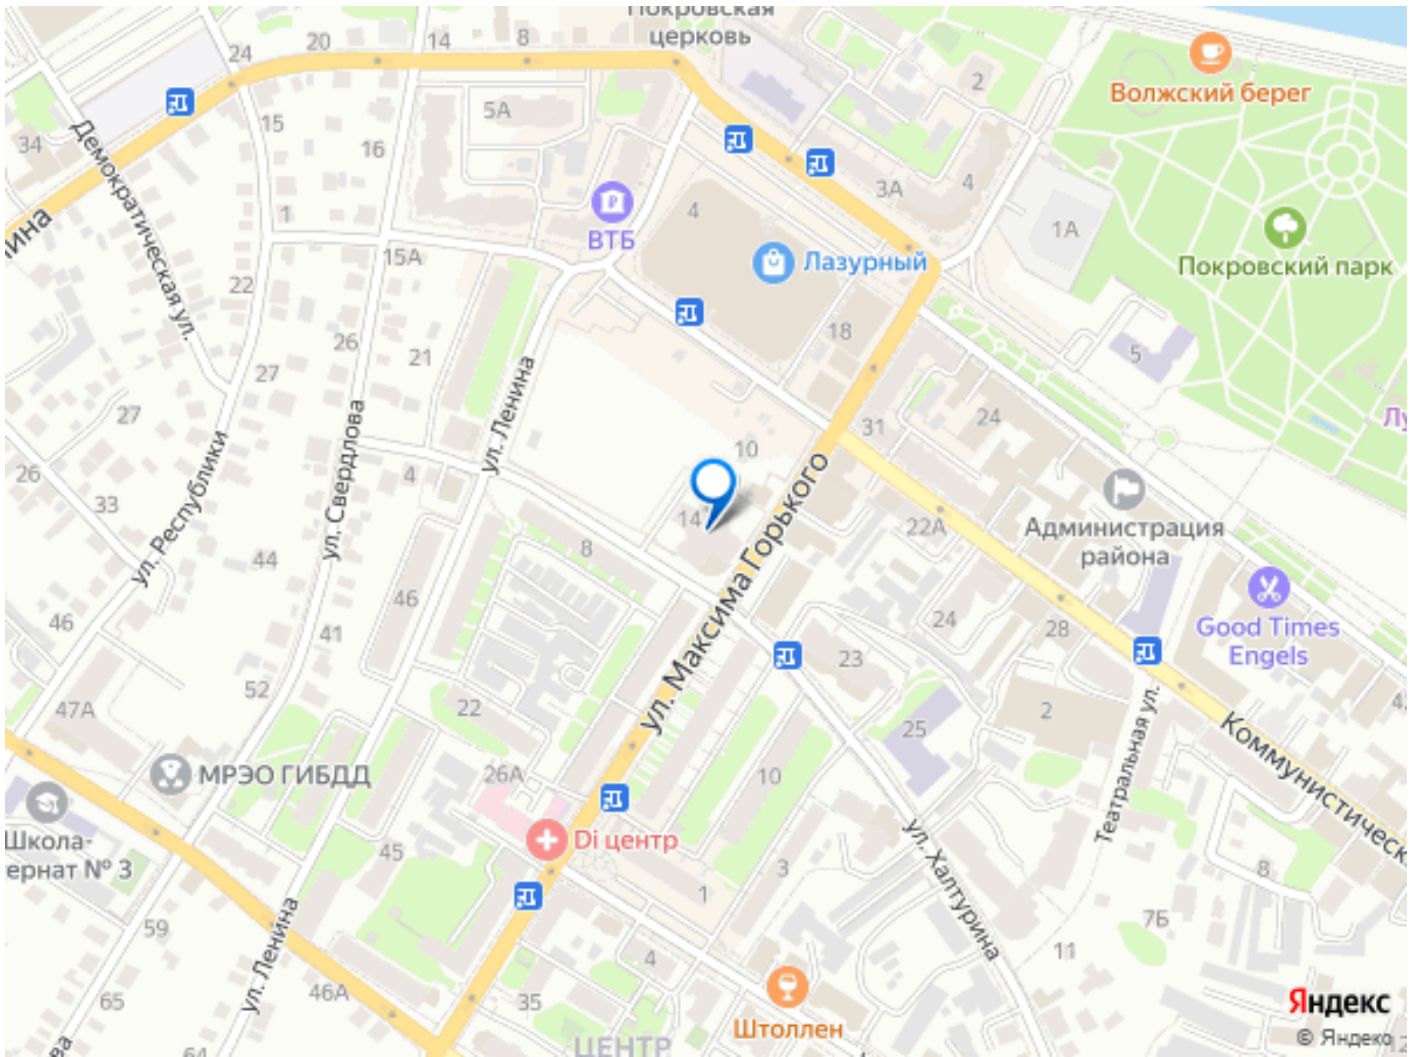 Покровская
церковь
24
20
14
8
2
Волжский берег
5А
34
15
16
Демократическая ул.
3А
4
1
ВТБ
4
1А
Лазурный
Покровский парк
15А
22
18
26
21
5
27
ул. Ленина
27
24
31
10
26
33
4
ул. Республики
ул. Свердлова
ул. Максима Горького
Администрация
района
14
22А
8
44
46
46
41
24
28
Good Times
Engels
23
52
47А
22
25
2
Коммунистическ
Театральная ул.
МРЭО ГИБДД
26А
10
Школа-
ернат № 3
45
Di центр
ул. Халтурина
3
8
1
59
ул. Ленина
7Б
11
4
65
46А
35
Штоллен
ЦЕНТР
64
Яндекс
© Яндекс
12